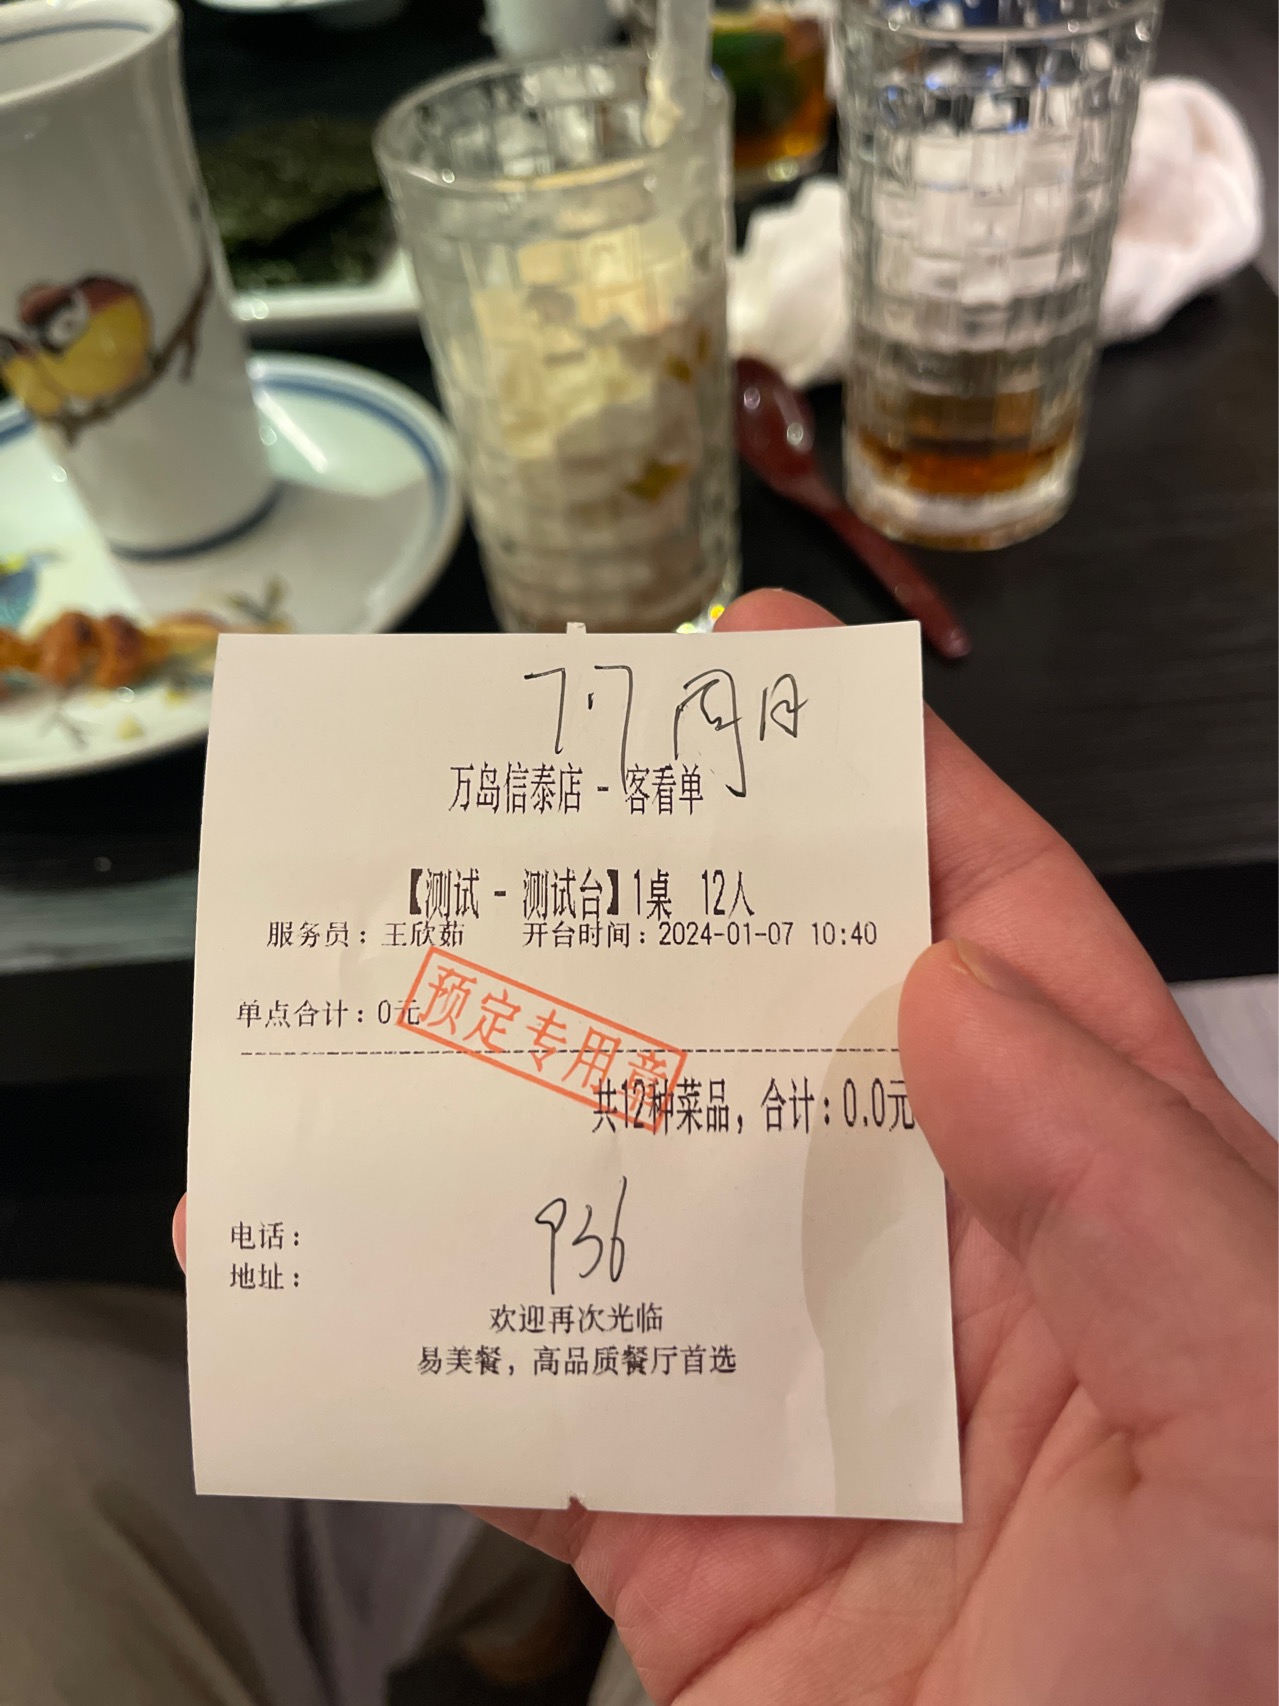 7.7 周日
万岛信泰店 - 客看单
【测试 - 测试台】1桌 12人
服务员：王欣茹 开台时间：2024-01-07 10:40
单点合计：0元
预定专用章
共12种菜品，合计：0.0元
电话：
936
地址：
欢迎再次光临
易美餐，高品质餐厅首选